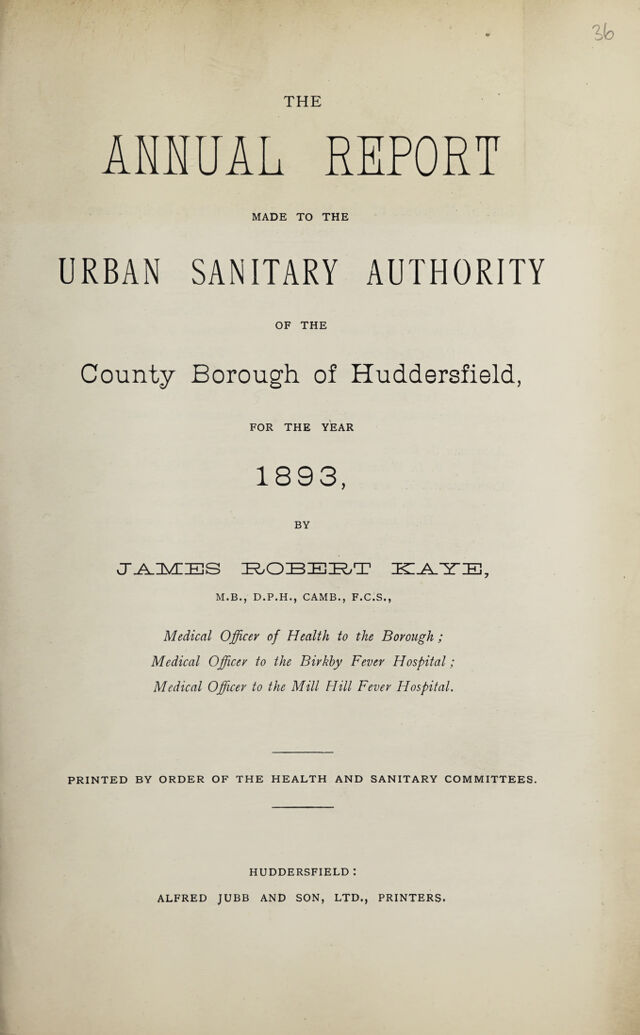 36
THE
ANNUAL REPORT
MADE TO THE
URBAN SANITARY AUTHORITY
OF THE
County Borough of Huddersfield,
FOR THE YEAR
1893,
BY
JAMES ROBERT KAYE,
M.B., D.P.H., CAMB., F.C.S.,
Medical Officer of Health to the Borough;
Medical Officer to the Birkby Fever Hospital;
Medical Officer to the Mill Hill Fever Hospital.
PRINTED BY ORDER OF THE HEALTH AND SANITARY COMMITTEES.
HUDDERSFIELD:
ALFRED JUBB AND SON, LTD., PRINTERS.